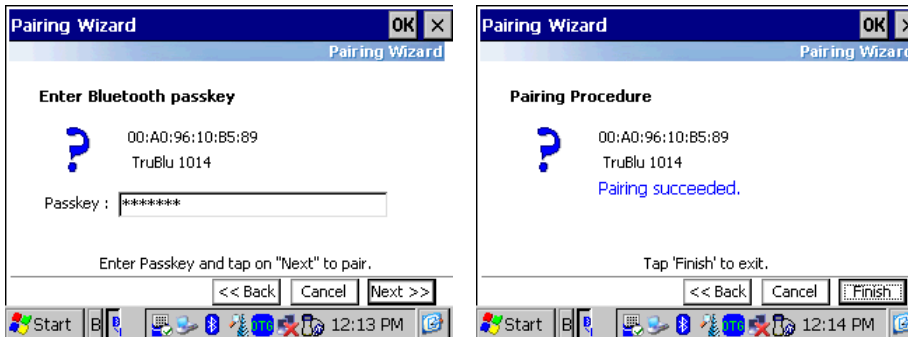 Pairing Wizard OK
Pairing Wizard
Enter Bluetooth passkey
00:A0:96:10:B5:89
TruBlu 1014
Passkey : *******
Enter Passkey and tap on "Next" to pair.
<< Back Cancel Next >>
Start B 12:13 PM
Pairing Wizard OK
Pairing Wizard
Pairing Procedure
00:A0:96:10:B5:89
TruBlu 1014
Pairing succeeded.
Tap 'Finish' to exit.
<< Back Cancel Finish
Start B 12:14 PM